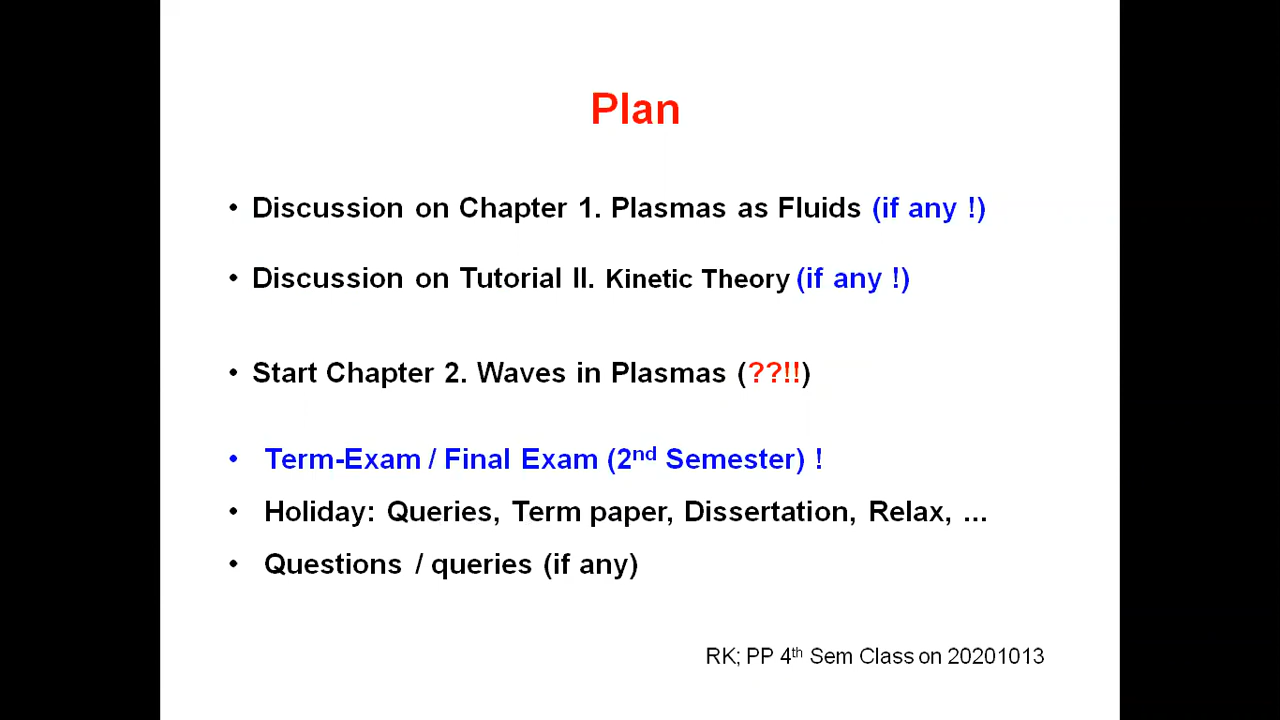 Plan
• Discussion on Chapter 1. Plasmas as Fluids (if any !)
• Discussion on Tutorial II. Kinetic Theory (if any !)
• Start Chapter 2. Waves in Plasmas (??!!)
• Term-Exam / Final Exam (2nd Semester) !
• Holiday: Queries, Term paper, Dissertation, Relax, ...
• Questions / queries (if any)
RK; PP 4th Sem Class on 20201013